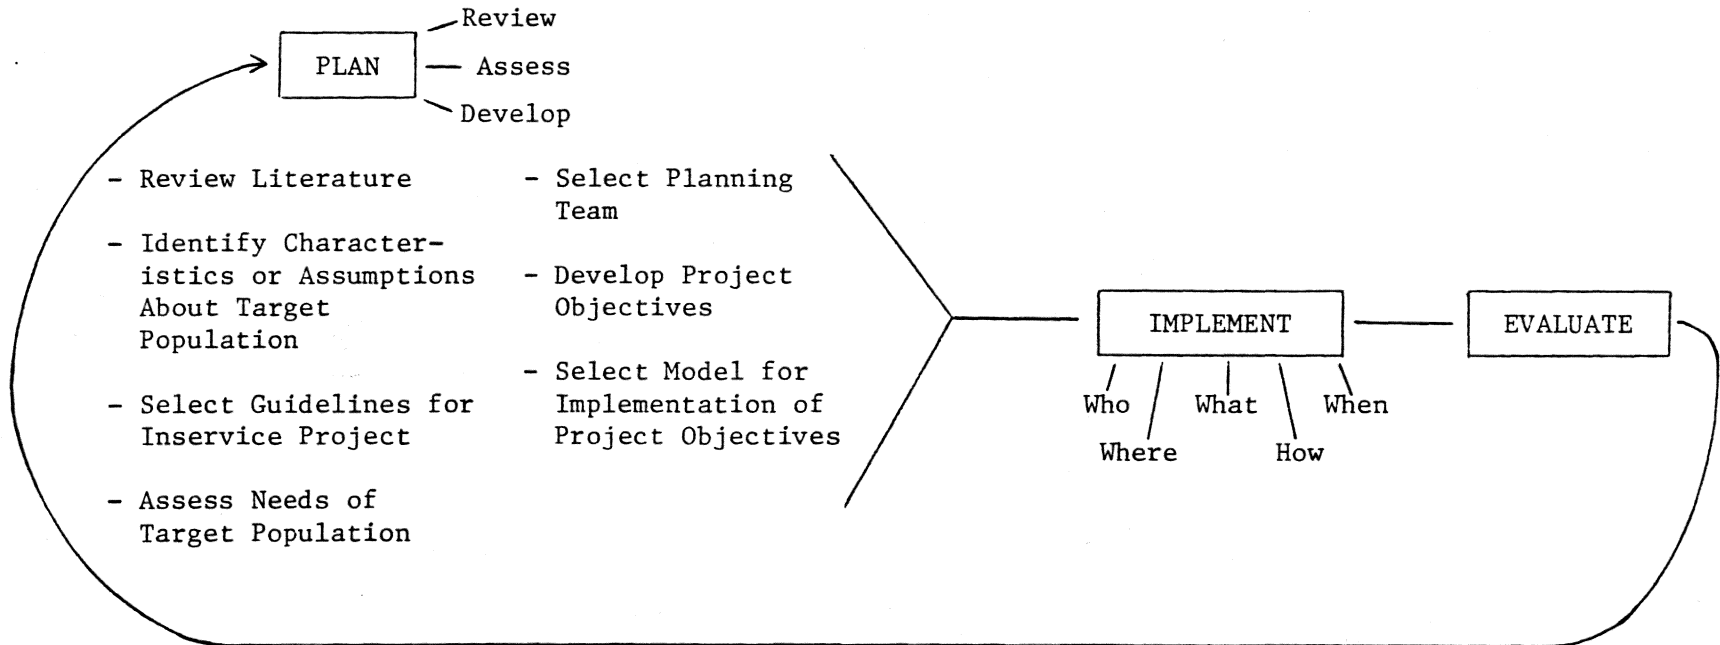 PLAN
Review
Assess
Develop
- Review Literature
- Identify Character-
istics or Assumptions
About Target
Population
- Select Guidelines for
Inservice Project
- Assess Needs of
Target Population
- Select Planning
Team
- Develop Project
Objectives
- Select Model for
Implementation of
Project Objectives
IMPLEMENT
Who
What
When
Where
How
EVALUATE